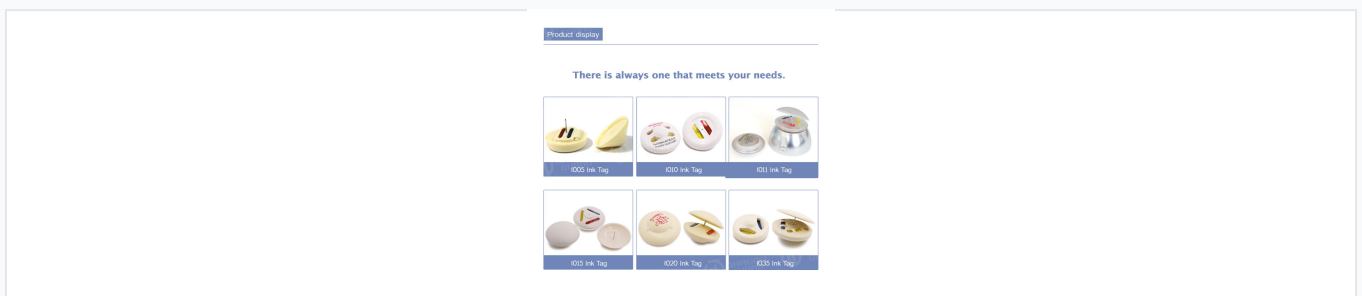 Product display
There is always one that meets your needs.
I005 Ink Tag
I010 Ink Tag
I011 Ink Tag
I015 Ink Tag
I020 Ink Tag
I035 Ink Tag